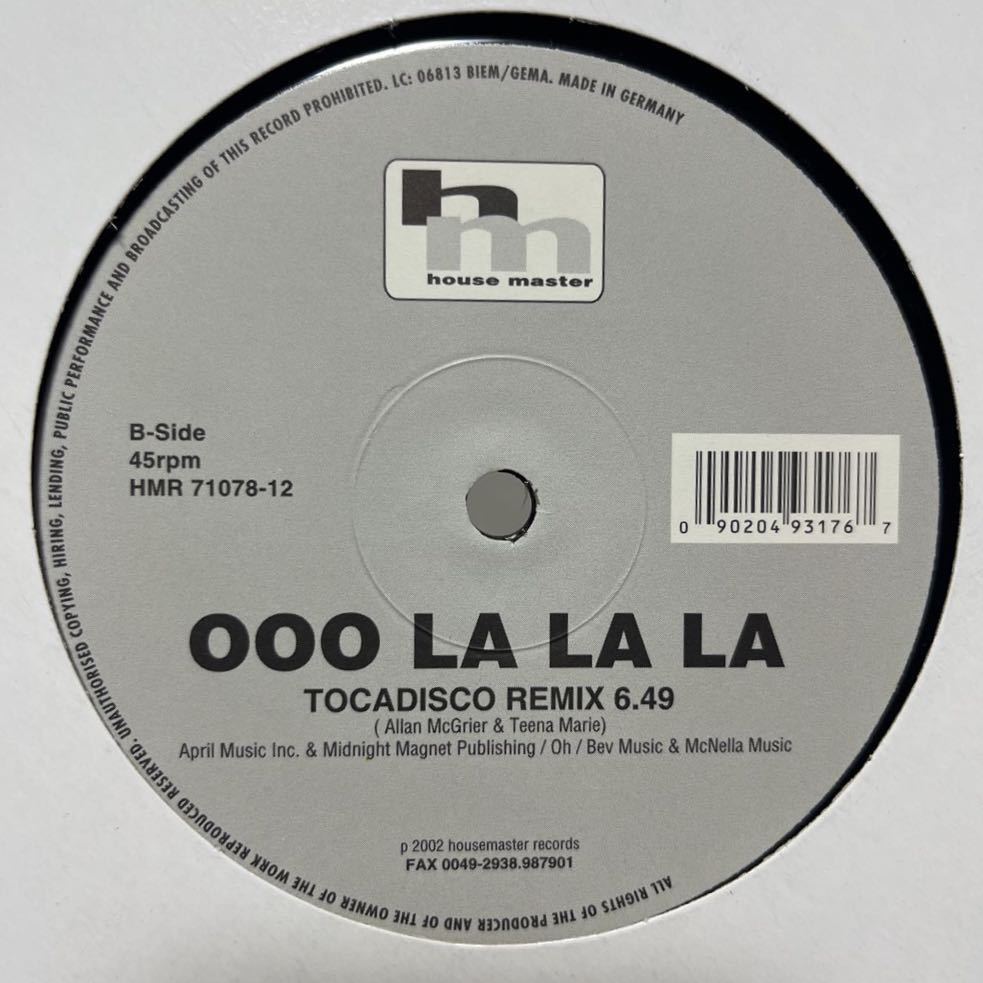 ALL RIGHTS OF THE PRODUCER AND OF THE OWNER OF THE WORK REPRODUCED RESERVED. UNAUTHORISED COPYING, HIRING, LENDING, PUBLIC PERFORMANCE AND BROADCASTING OF THIS RECORD PROHIBITED. LC: 06813 BIEM/GEMA. MADE IN GERMANY
hm
house master
B-Side
45rpm
HMR 71078-12
0 90204 93176 7
OOO LA LA LA
TOCADISCO REMIX 6.49
( Allan McGrier & Teena Marie)
April Music Inc. & Midnight Magnet Publishing / Oh / Bev Music & McNella Music
p 2002 housemaster records
FAX 0049-2938.987901